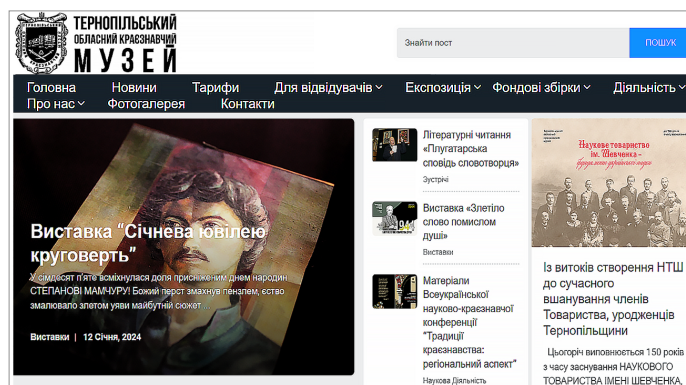 ТЕРНОПІЛЬСЬКИЙ
ОБЛАСНИЙ КРАЄЗНАВЧИЙ
МУЗЕЙ
Знайти пост
ПОШУК
Головна Новини Тарифи Для відвідувачів Експозиція Фондові збірки Діяльність
Про нас Фотогалерея Контакти
Виставка “Січнева ювілею
круговерть”
У сімдесят п'яте всміхнулася доля присніженим днем народин
СТЕПАНОВІ МАМЧУРУ! Божий перст змахнув пензлем, єство
змалювало злетом уяви майбутній сюжет ...
Виставки | 12 Січня, 2024
Літературні читання
«Плугатарська
сповідь словотворця»
Зустрічі
Виставка «Злетіло
слово помислом
душі»
Виставки
Матеріали
Всеукраїнської
науково-краєзнавчої
конференції
“Традиції
краєзнавства:
регіональний аспект”
Наукова Діяльність
Наукове товариство
ім. Шевченка –
Із витоків створення НТШ
до сучасного
вшанування членів
Товариства, уродженців
Тернопільщини
Цьогоріч виповнюється 150 років
з часу заснування НАУКОВОГО
ТОВАРИСТВА ІМЕНІ ШЕВЧЕНКА,